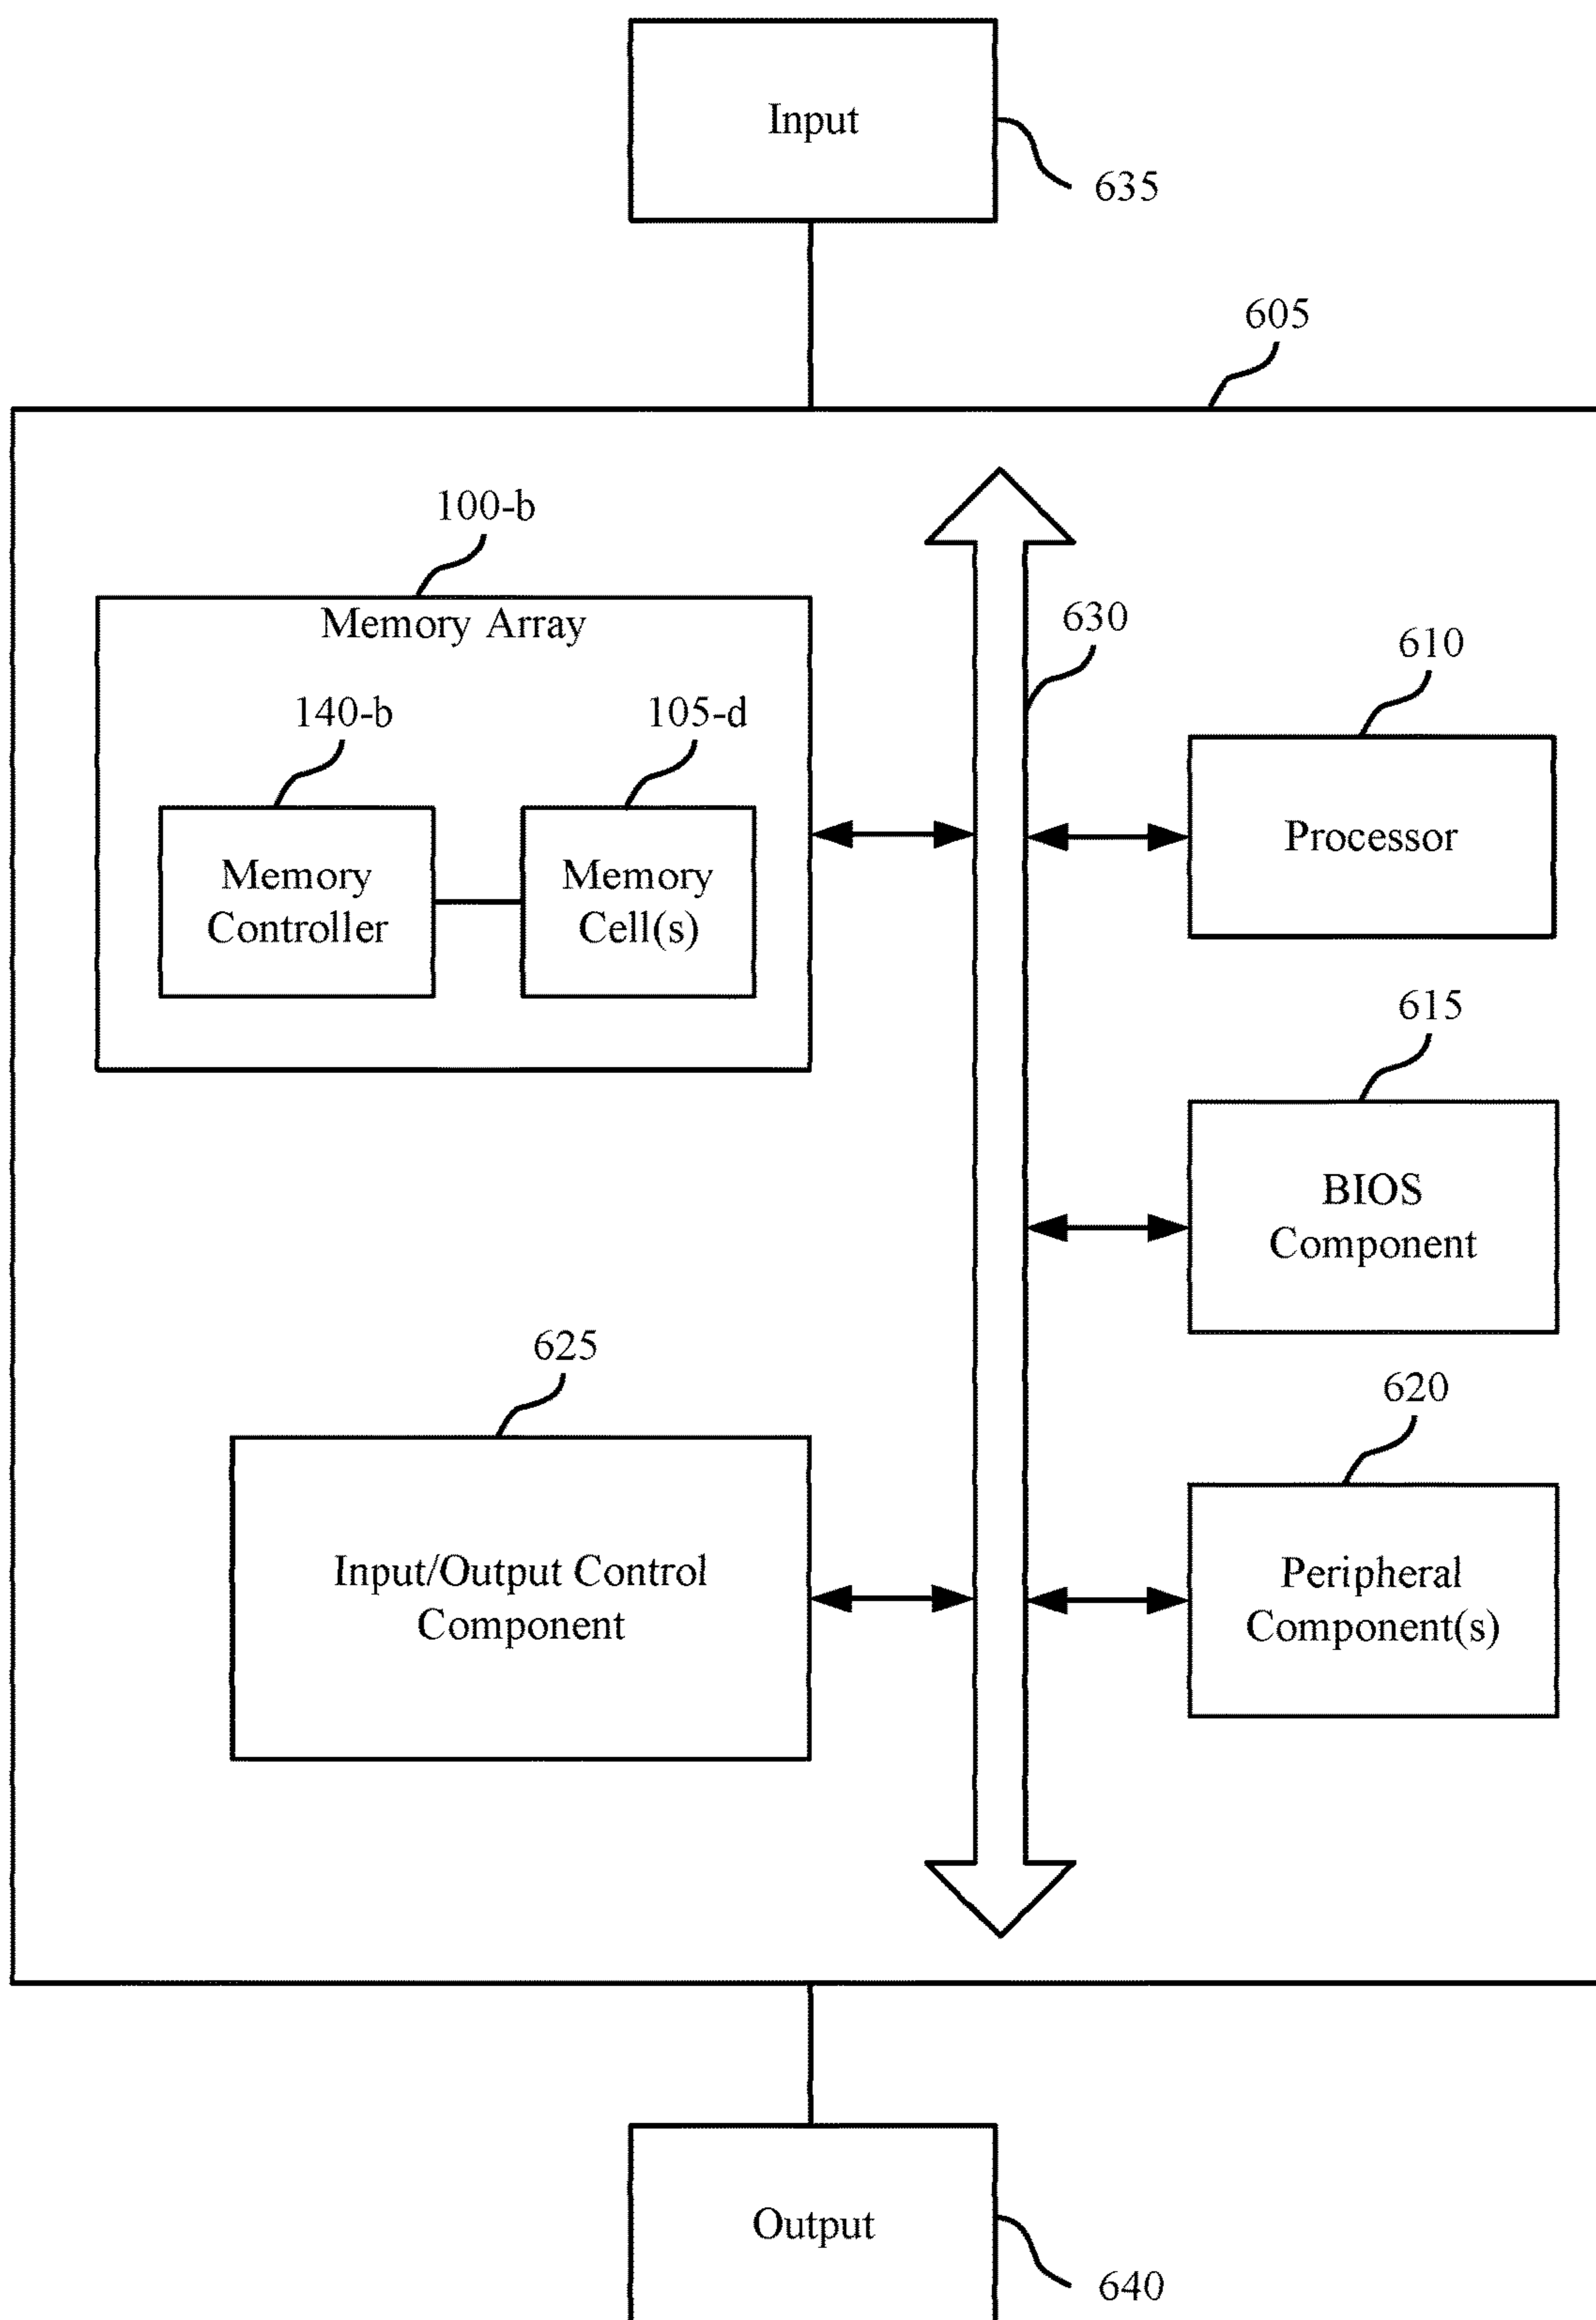 Input
635
605
100-b
Memory Array
630
610
140-b
105-d
Processor
Memory
Controller
Memory
Cell(s)
615
BIOS
Component
625
620
Input/Output Control
Component
Peripheral
Component(s)
Output
640